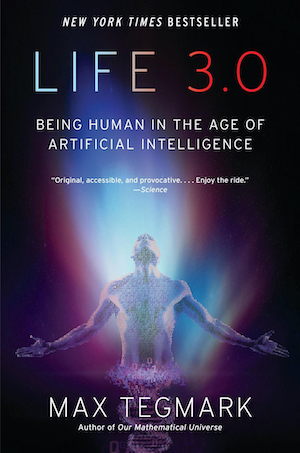 NEW YORK TIMES BESTSELLER
LIFE 3.0
BEING HUMAN IN THE AGE OF
ARTIFICIAL INTELLIGENCE
“Original, accessible, and provocative. . . . Enjoy the ride.”
—Science
MAX TEGMARK
Author of Our Mathematical Universe